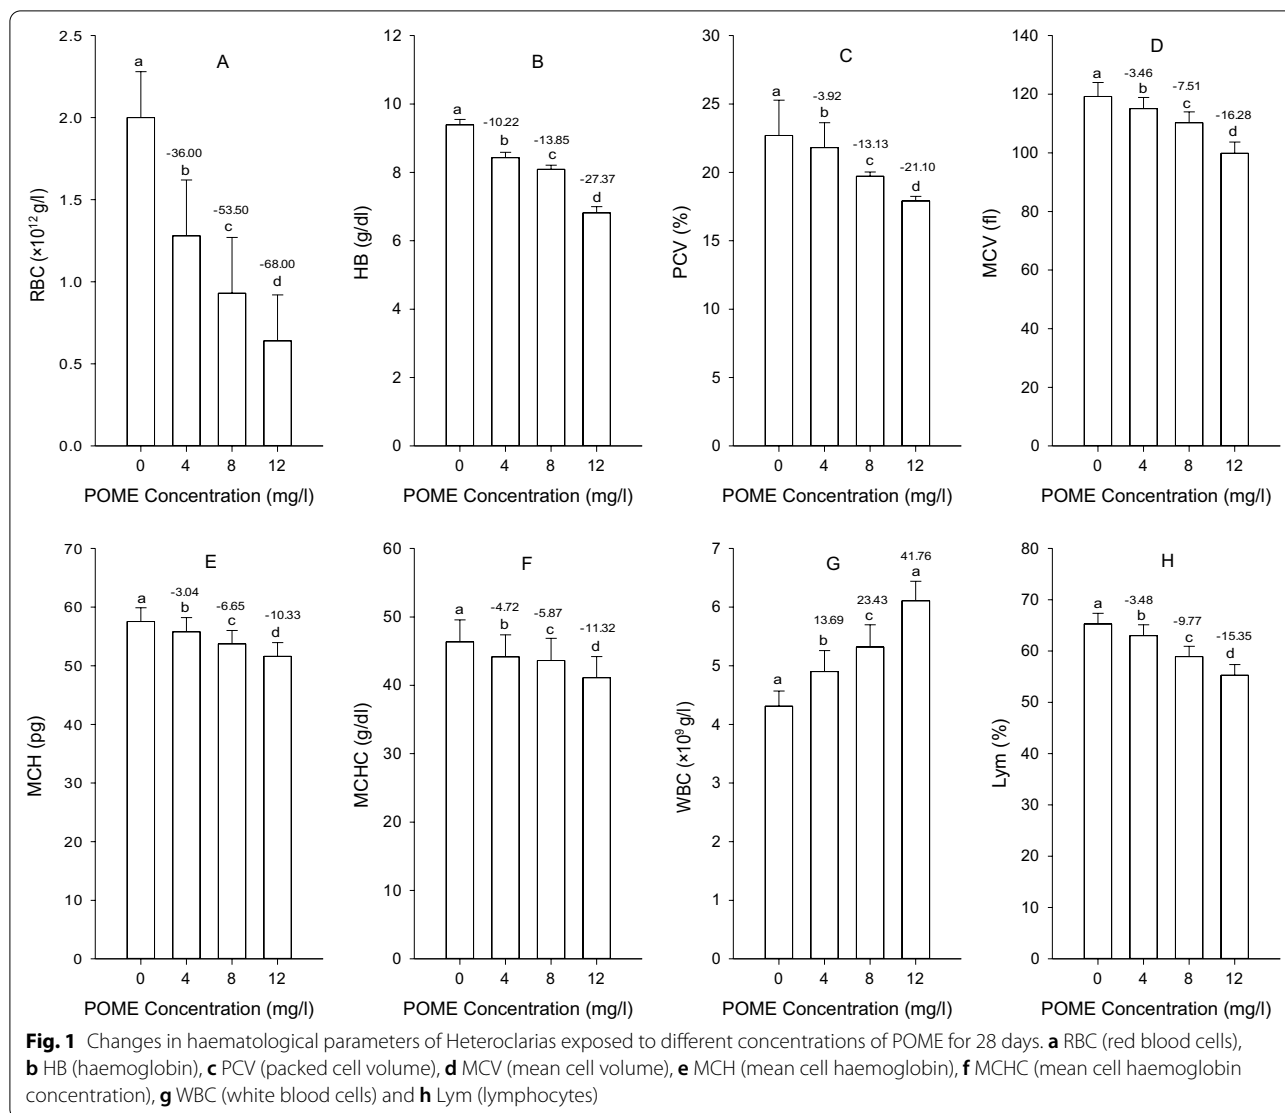 A
RBC (×10¹² g/l)
2.5
2.0
1.5
1.0
0.5
0.0
a
-36.00
b
-53.50
c
-68.00
d
0 4 8 12
POME Concentration (mg/l)
B
HB (g/dl)
12
10
8
6
4
2
0
a
-10.22
b
-13.85
c
-27.37
d
0 4 8 12
POME Concentration (mg/l)
C
PCV (%)
30
25
20
15
10
5
0
a
-3.92
b
-13.13
c
-21.10
d
0 4 8 12
POME Concentration (mg/l)
D
MCV (fl)
140
120
100
80
60
40
20
0
a
-3.46
b
-7.51
c
-16.28
d
0 4 8 12
POME Concentration (mg/l)
E
MCH (pg)
70
60
50
40
30
20
10
0
a
-3.04
b
-6.65
c
-10.33
d
0 4 8 12
POME Concentration (mg/l)
F
MCHC (g/dl)
60
50
40
30
20
10
0
a
-4.72
b
-5.87
c
-11.32
d
0 4 8 12
POME Concentration (mg/l)
G
WBC (×10⁹ g/l)
7
6
5
4
3
2
1
0
a
13.69
b
23.43
c
41.76
a
0 4 8 12
POME Concentration (mg/l)
H
Lym (%)
80
70
60
50
40
30
20
10
0
a
-3.48
b
-9.77
c
-15.35
d
0 4 8 12
POME Concentration (mg/l)
Fig. 1 Changes in haematological parameters of Heteroclarias exposed to different concentrations of POME for 28 days. a RBC (red blood cells),
b HB (haemoglobin), c PCV (packed cell volume), d MCV (mean cell volume), e MCH (mean cell haemoglobin), f MCHC (mean cell haemoglobin
concentration), g WBC (white blood cells) and h Lym (lymphocytes)